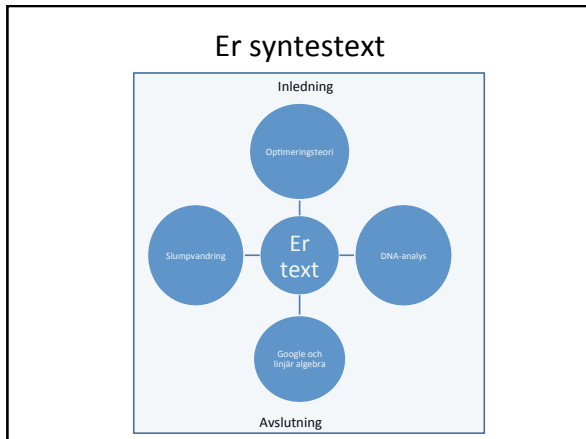 Er syntestext
Inledning
Optimeringsteori
Slumpvandring
Er
text
DNA-analys
Google och
linjär algebra
Avslutning